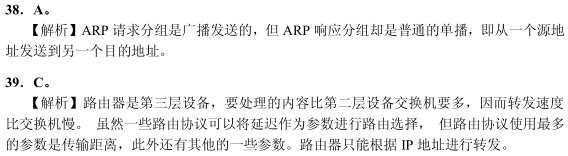 38．A。
【解析】ARP 请求分组是广播发送的，但 ARP 响应分组却是普通的单播，即从一个源地
址发送到另一个目的地址。
39．C。
【解析】路由器是第三层设备，要处理的内容比第二层设备交换机要多，因而转发速度
比交换机慢。 虽然一些路由协议可以将延迟作为参数进行路由选择， 但路由协议使用最多
的参数是传输距离，此外还有其他的一些参数。路由器只能根据 IP 地址进行转发。